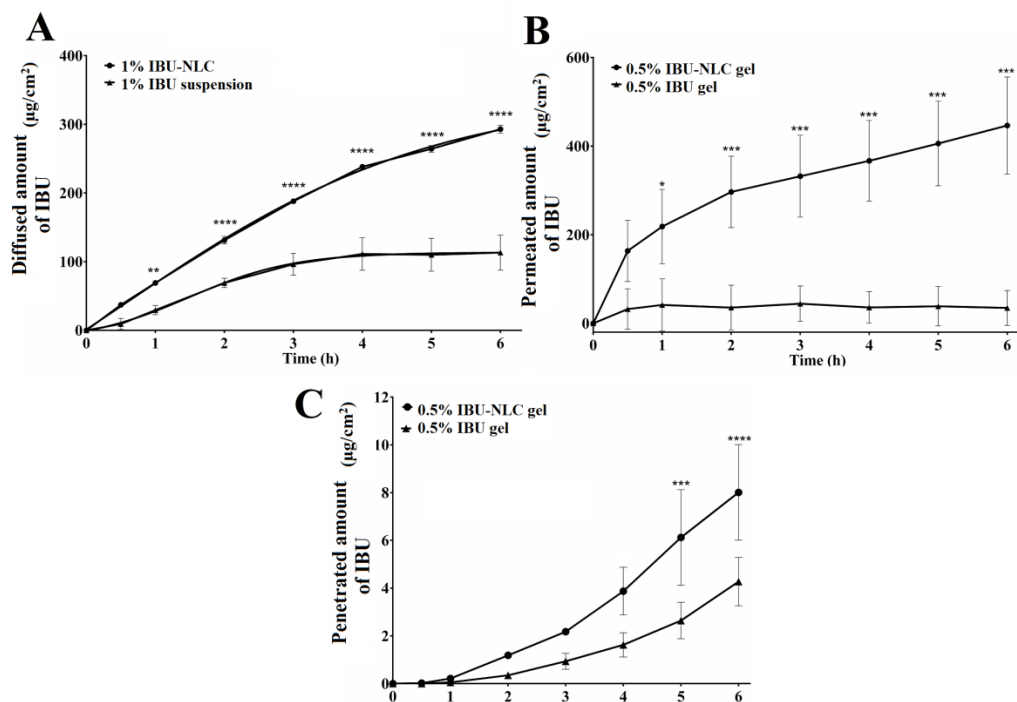 A
1% IBU-NLC
1% IBU suspension
Diffused amount
of IBU
(μg/cm²)
400
300
200
100
0
**
****
****
****
****
****
0 1 2 3 4 5 6
Time (h)
B
0.5% IBU-NLC gel
0.5% IBU gel
Permeated amount
of IBU
(μg/cm²)
600
400
200
0
*
***
***
***
***
***
0 1 2 3 4 5 6
Time (h)
C
0.5% IBU-NLC gel
0.5% IBU gel
Penetrated amount
of IBU
(μg/cm²)
12
10
8
6
4
2
0
***
****
0 1 2 3 4 5 6